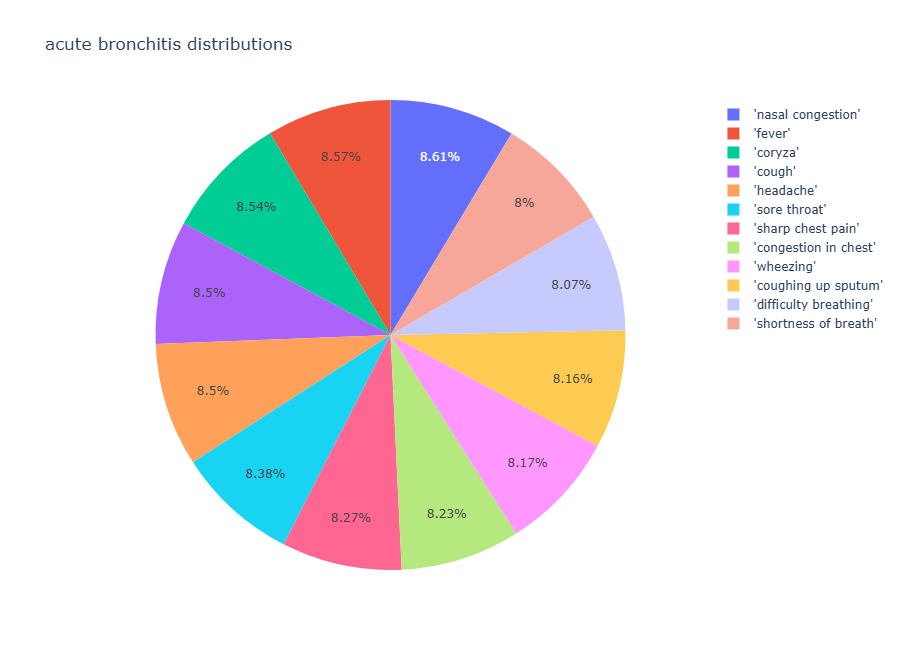 acute bronchitis distributions
8.61%
8.57%
8.54%
8.5%
8.5%
8.38%
8.27%
8.23%
8.17%
8.16%
8.07%
8%
'nasal congestion'
'fever'
'coryza'
'cough'
'headache'
'sore throat'
'sharp chest pain'
'congestion in chest'
'wheezing'
'coughing up sputum'
'difficulty breathing'
'shortness of breath'